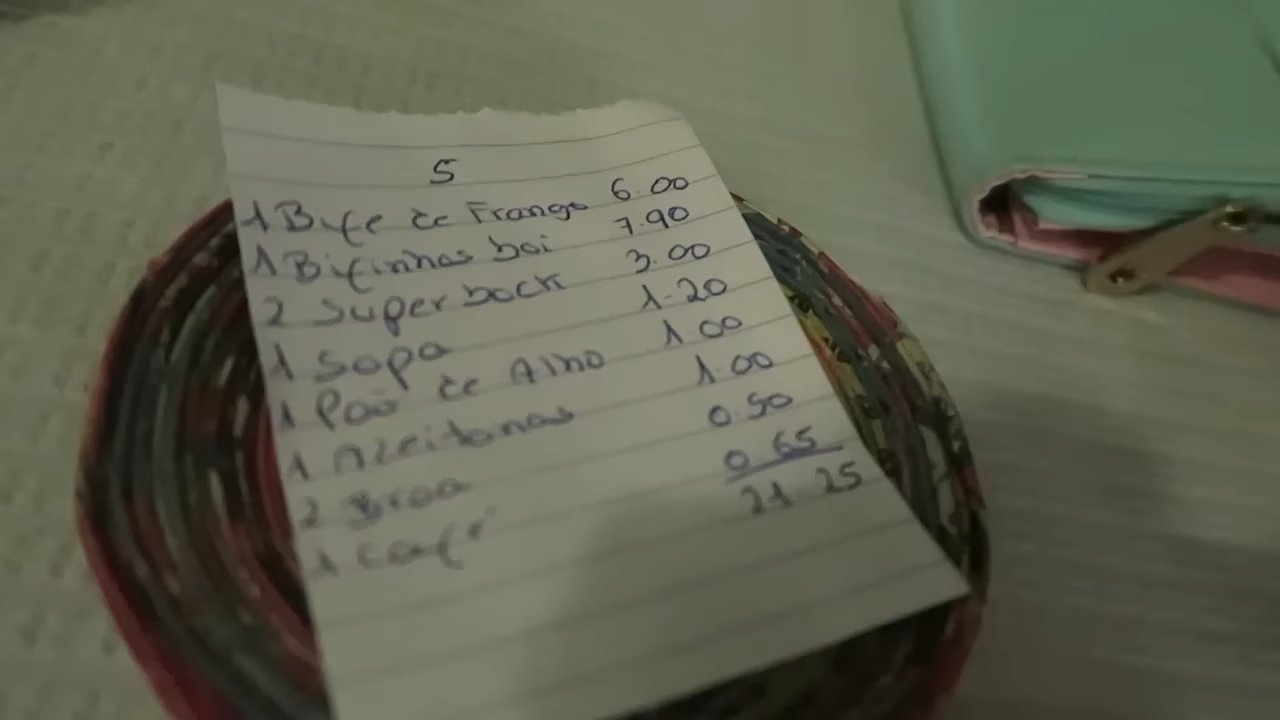 5
1 Bife de Frango 6.00
1 Bifinhos boi 7.90
2 Super bock 3.00
1 Sopa 1.20
1 Paõ de Alho 1.00
1 Azeitonas 1.00
2 Broa 0.50
1 Café 0.65
21.25